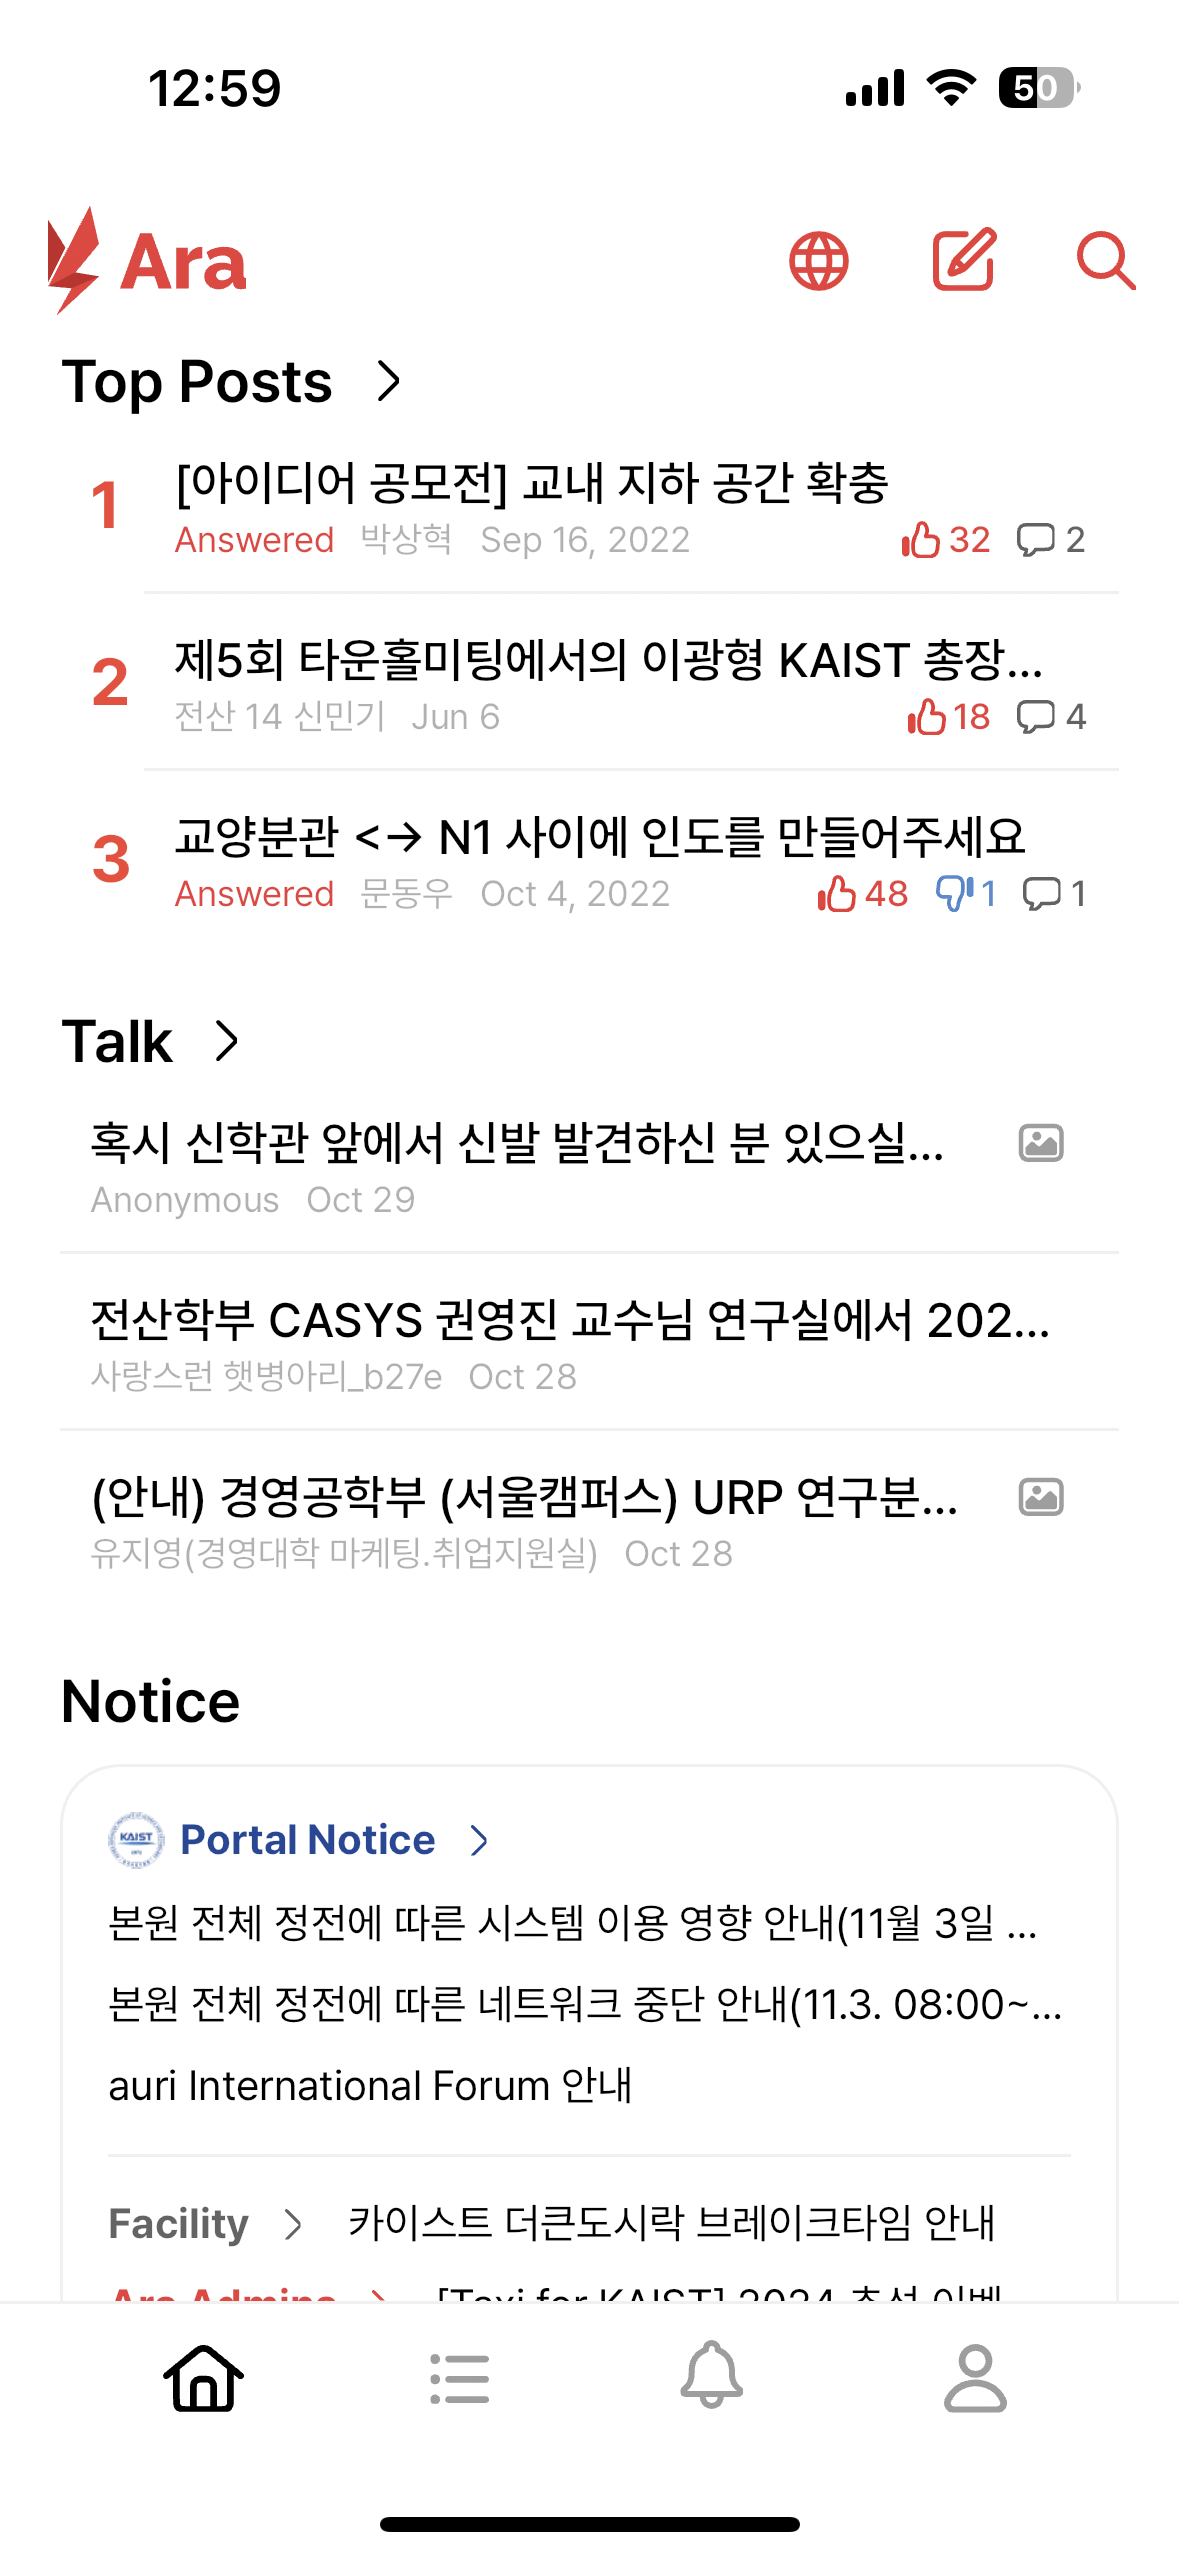 12:59
50
Ara
Top Posts
1
[아이디어 공모전] 교내 지하 공간 확충
Answered 박상혁 Sep 16, 2022 32 2
2
제5회 타운홀미팅에서의 이광형 KAIST 총장...
전산 14 신민기 Jun 6 18 4
3
교양분관 <-> N1 사이에 인도를 만들어주세요
Answered 문동우 Oct 4, 2022 48 1 1
Talk
혹시 신학관 앞에서 신발 발견하신 분 있으실...
Anonymous Oct 29
전산학부 CASYS 권영진 교수님 연구실에서 202...
사랑스런 햇병아리_b27e Oct 28
(안내) 경영공학부 (서울캠퍼스) URP 연구분...
유지영(경영대학 마케팅.취업지원실) Oct 28
Notice
KAIST
Portal Notice
본원 전체 정전에 따른 시스템 이용 영향 안내(11월 3일 ...
본원 전체 정전에 따른 네트워크 중단 안내(11.3. 08:00~...
auri International Forum 안내
Facility 카이스트 더큰도시락 브레이크타임 안내
Ara Admins [Taxi for KAIST] 2024 추석 이벤